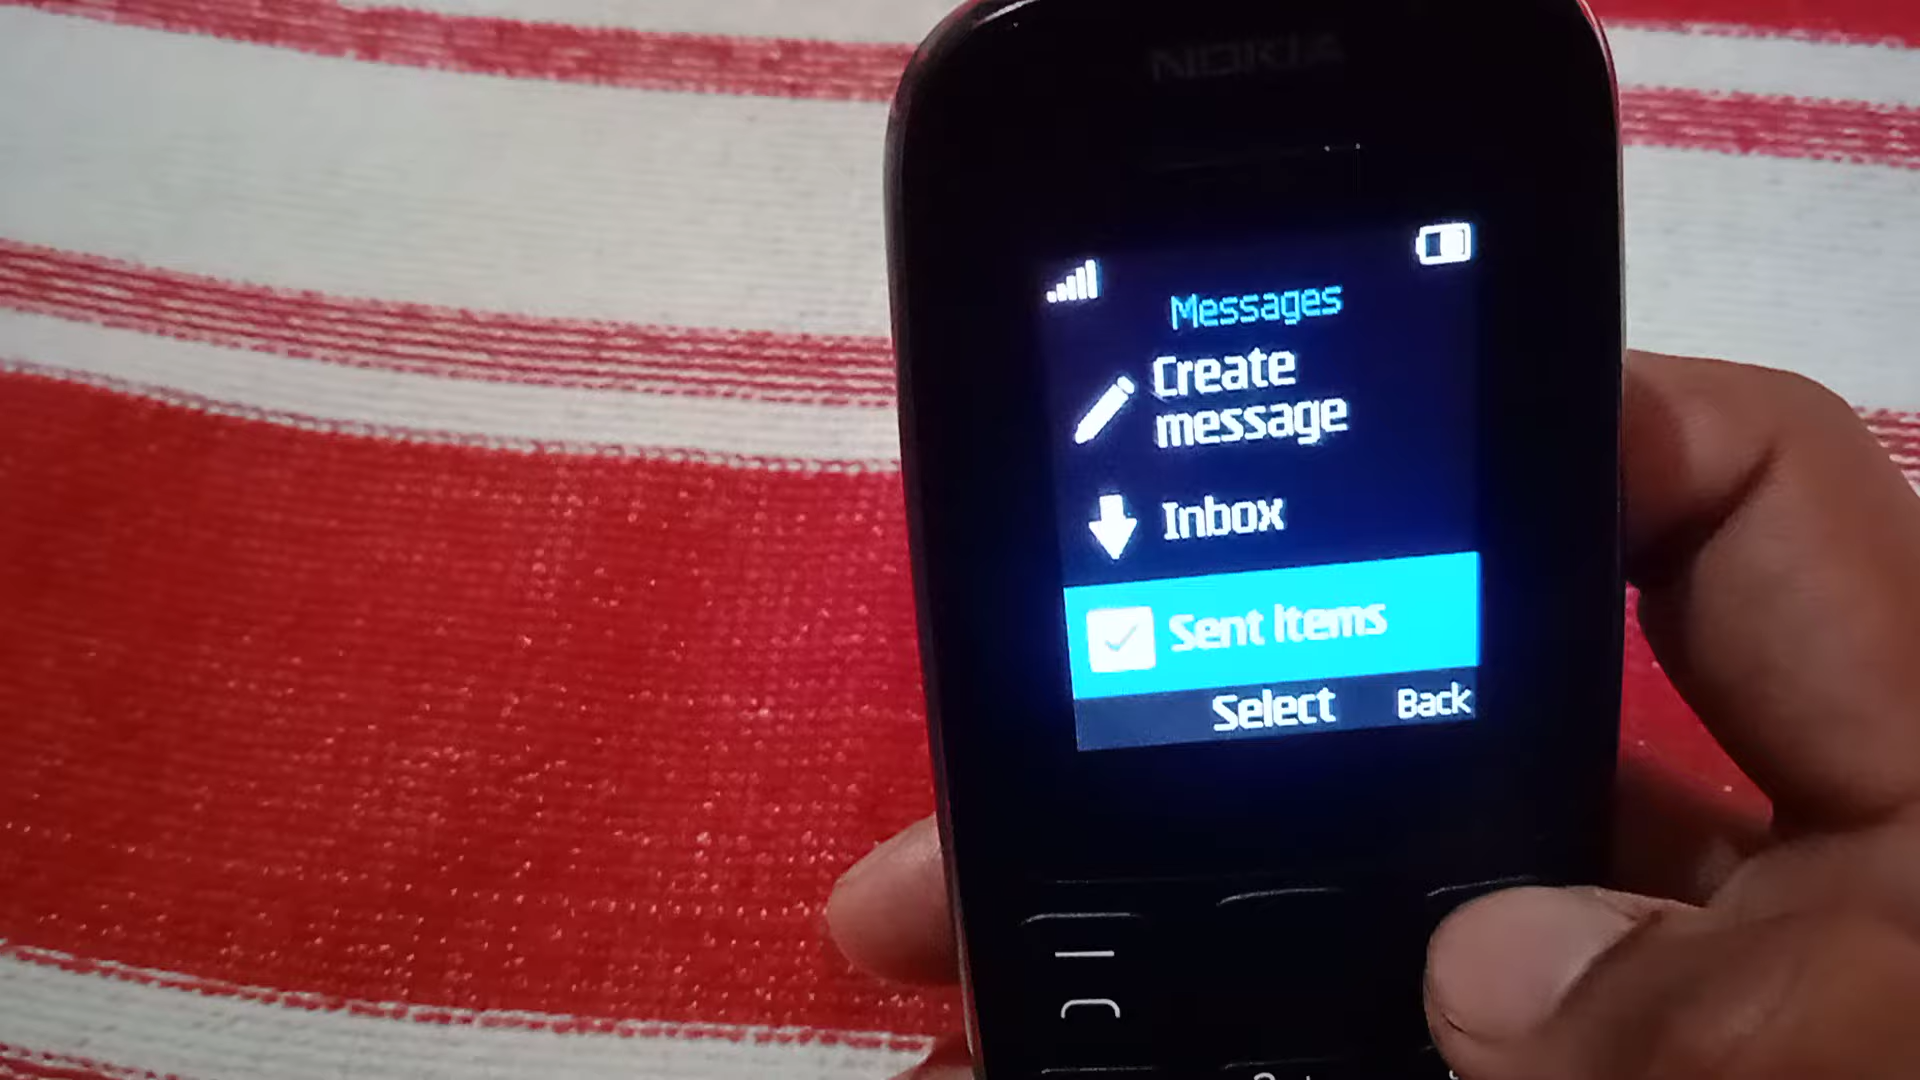 NOKIA
Messages
Create
message
Inbox
Sent items
Select Back